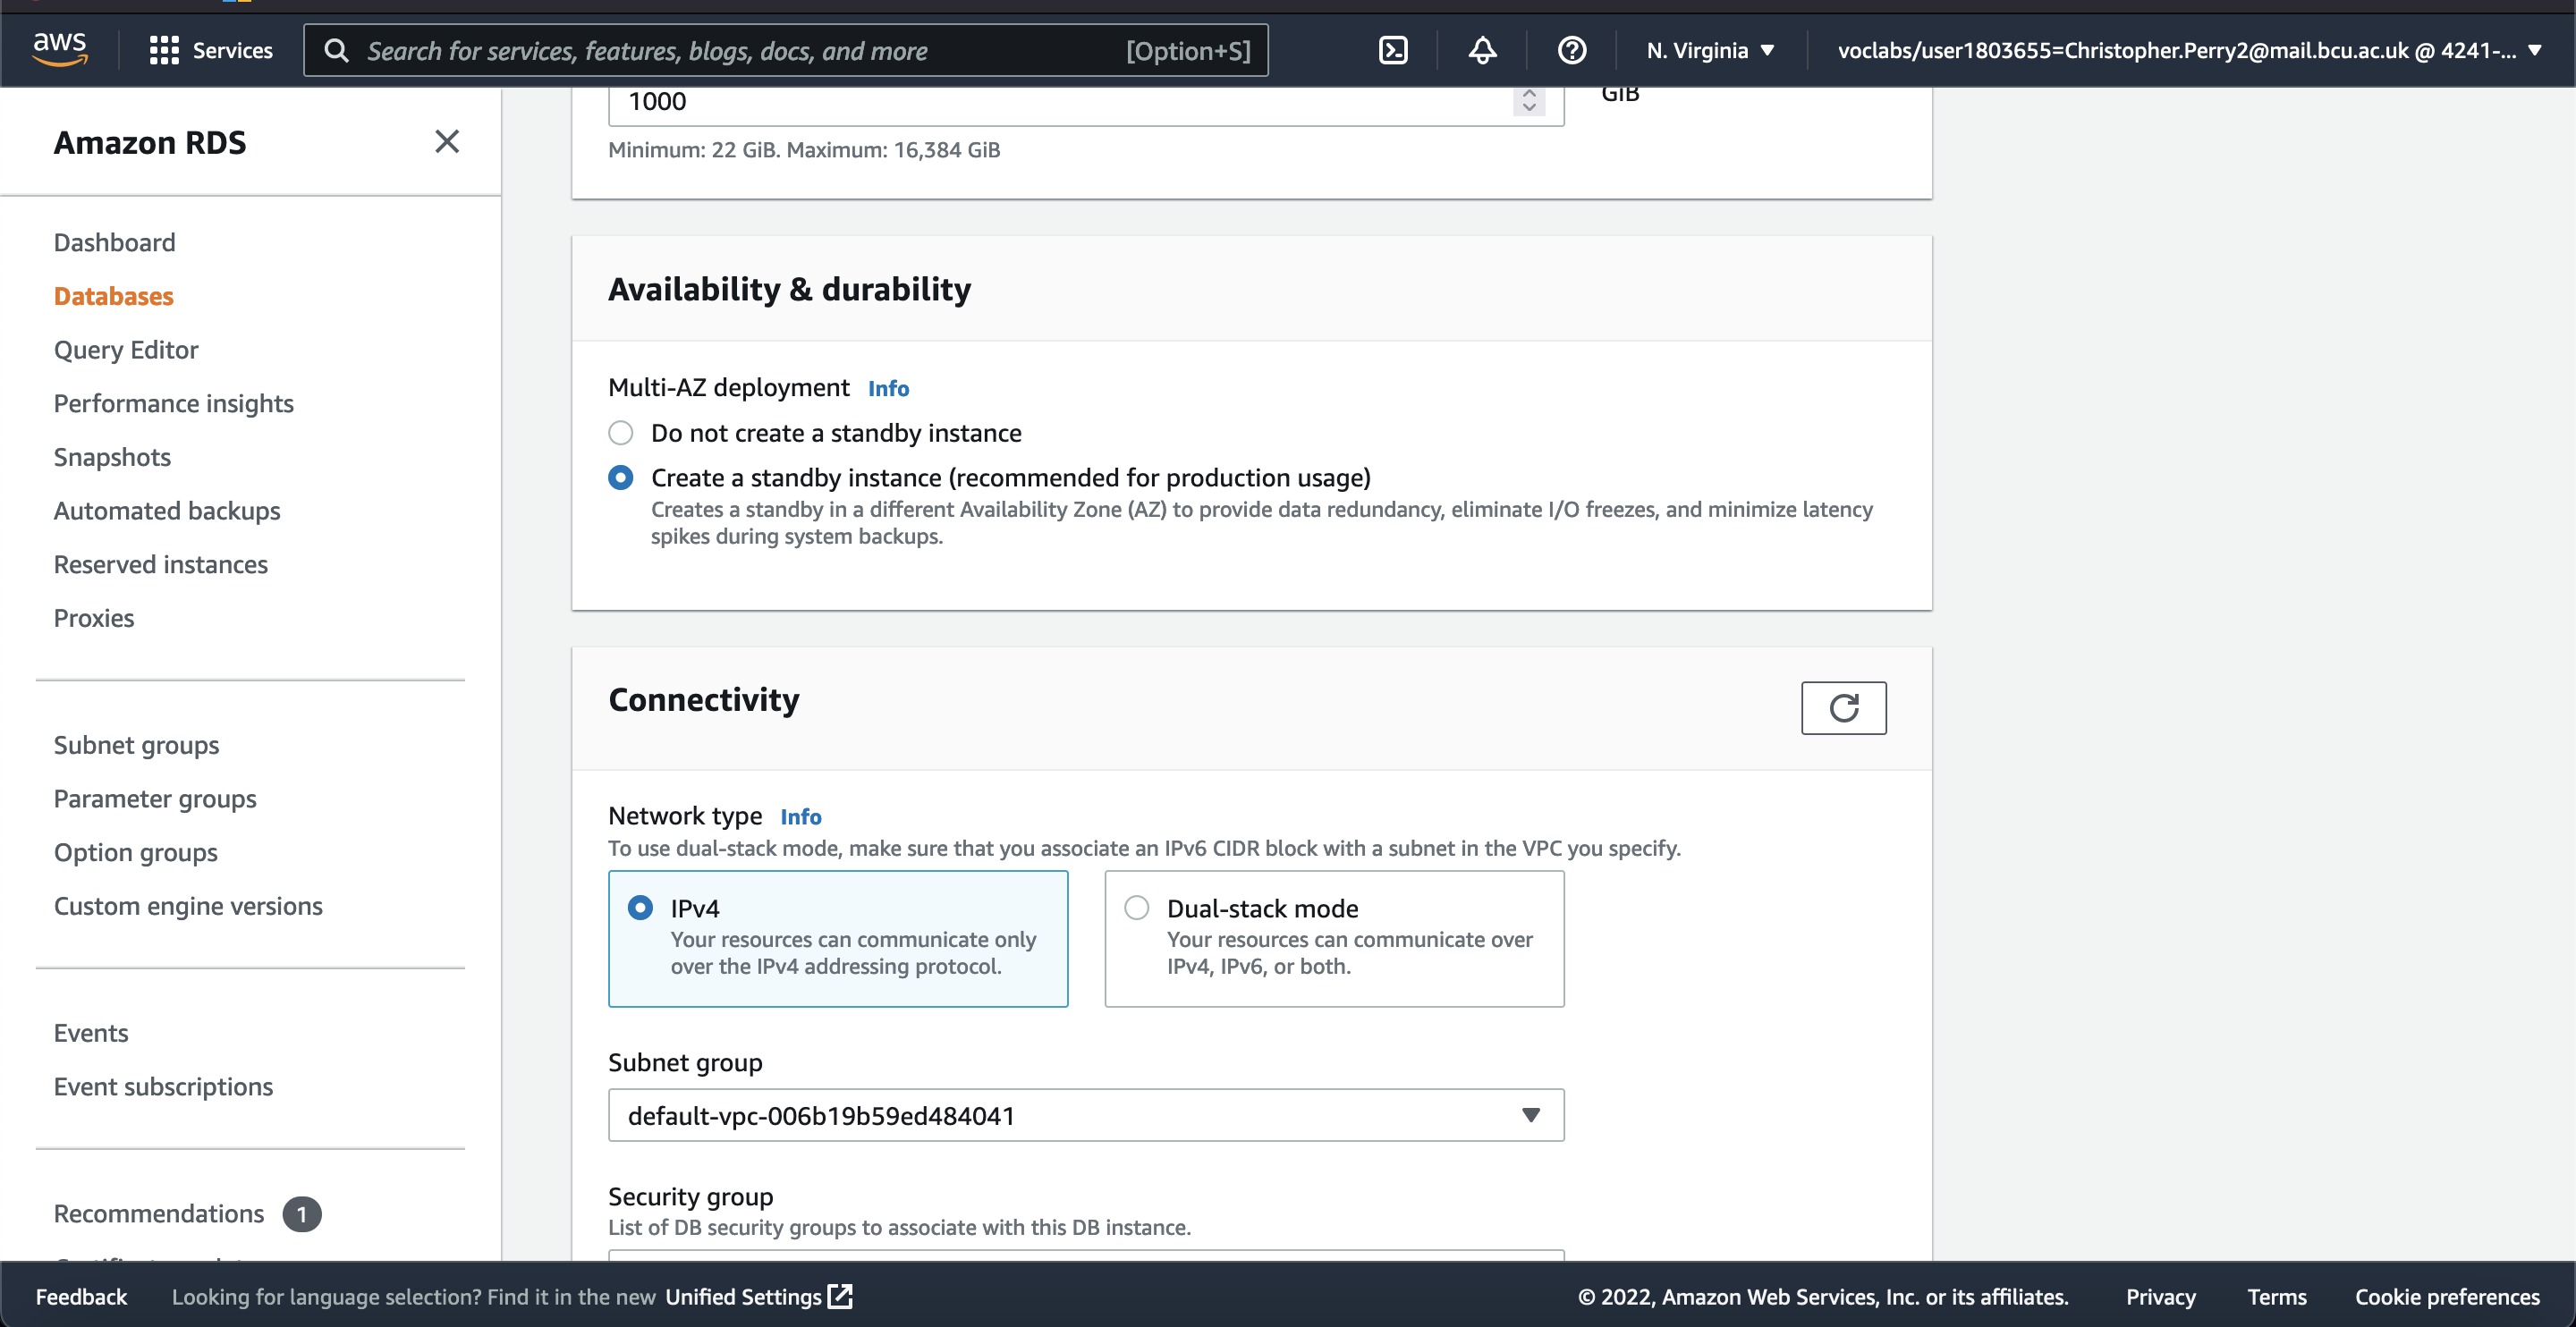 aws
Services
Search for services, features, blogs, docs, and more
[Option+S]
N. Virginia
voclabs/user1803655=Christopher.Perry2@mail.bcu.ac.uk @ 4241-...
Amazon RDS
Dashboard
Databases
Query Editor
Performance insights
Snapshots
Automated backups
Reserved instances
Proxies
Subnet groups
Parameter groups
Option groups
Custom engine versions
Events
Event subscriptions
Recommendations 1
1000
GiB
Minimum: 22 GiB. Maximum: 16,384 GiB
Availability & durability
Multi-AZ deployment Info
Do not create a standby instance
Create a standby instance (recommended for production usage)
Creates a standby in a different Availability Zone (AZ) to provide data redundancy, eliminate I/O freezes, and minimize latency
spikes during system backups.
Connectivity
Network type Info
To use dual-stack mode, make sure that you associate an IPv6 CIDR block with a subnet in the VPC you specify.
IPv4
Your resources can communicate only
over the IPv4 addressing protocol.
Dual-stack mode
Your resources can communicate over
IPv4, IPv6, or both.
Subnet group
default-vpc-006b19b59ed484041
Security group
List of DB security groups to associate with this DB instance.
Feedback
Looking for language selection? Find it in the new Unified Settings
© 2022, Amazon Web Services, Inc. or its affiliates.
Privacy
Terms
Cookie preferences